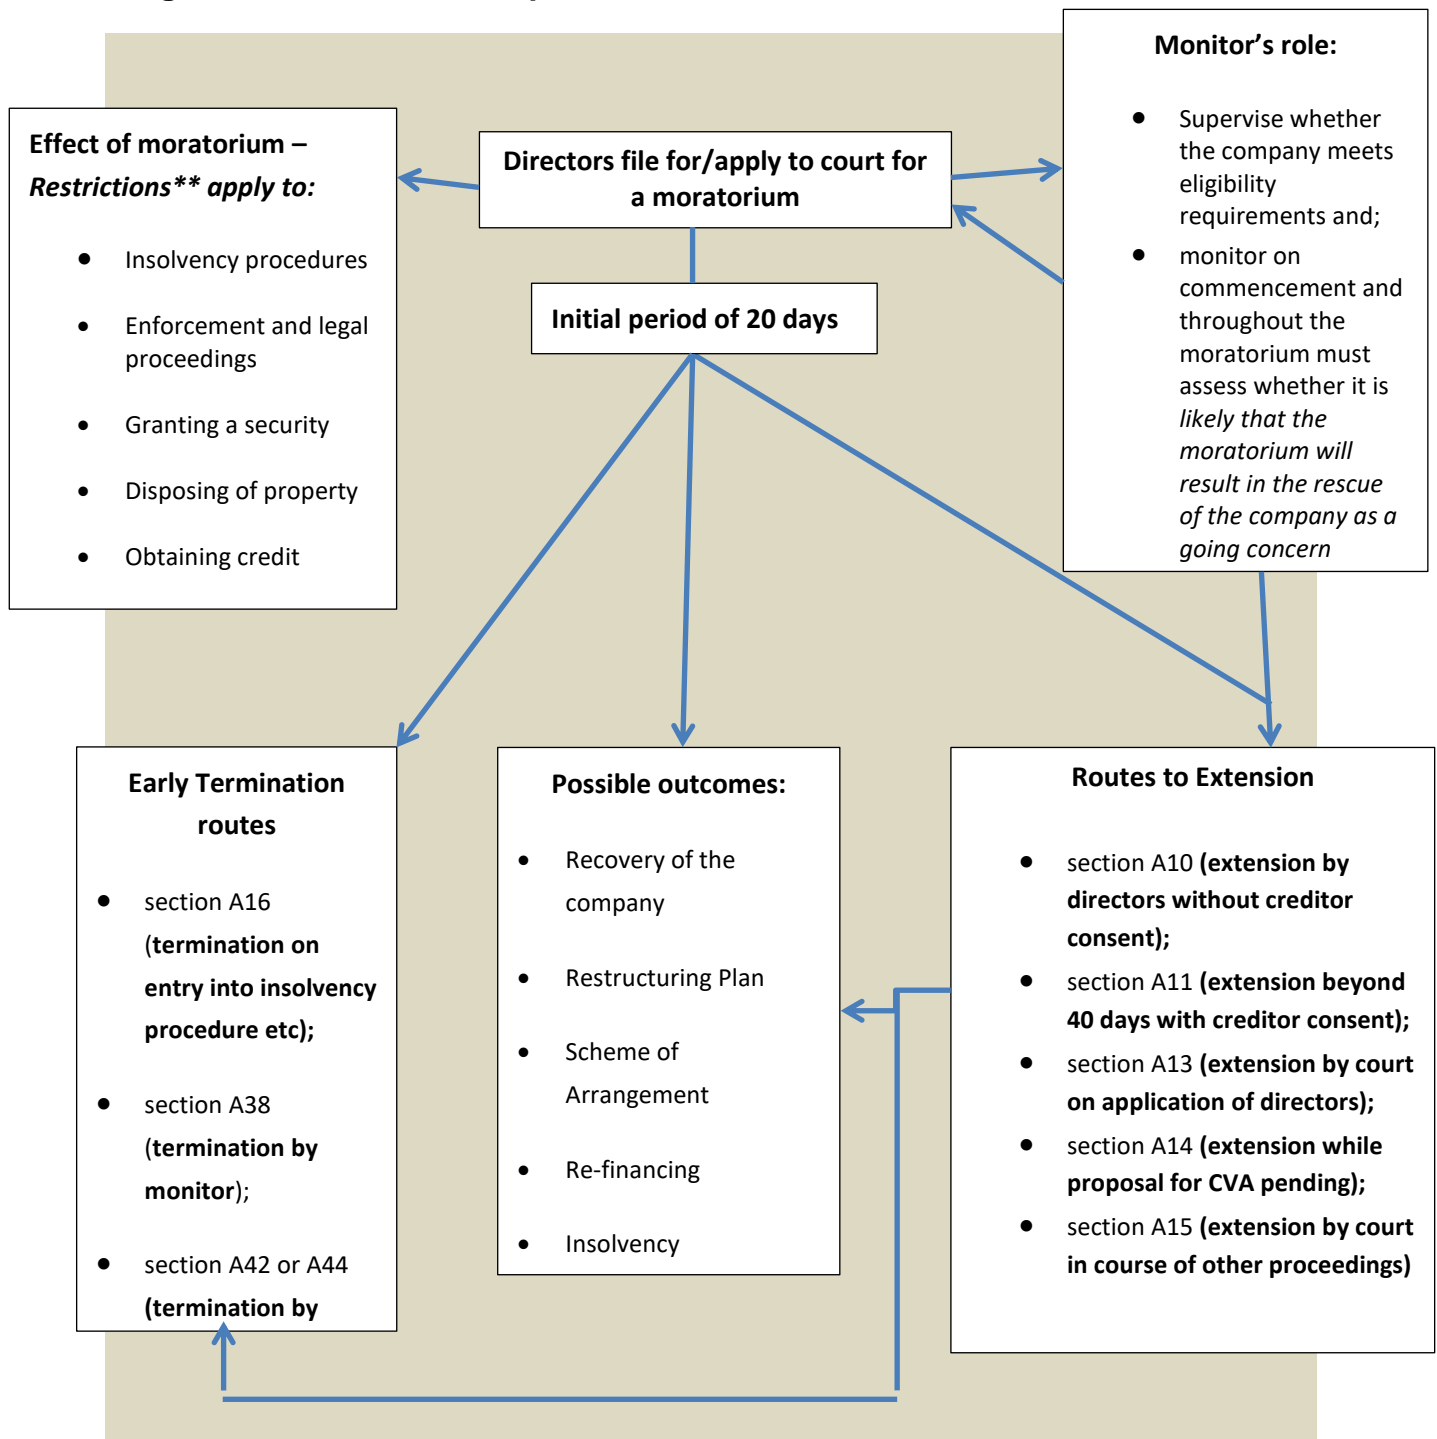 Monitor’s role:
• Supervise whether
the company meets
eligibility
requirements and;
• monitor on
commencement and
throughout the
moratorium must
assess whether it is
likely that the
moratorium will
result in the rescue
of the company as a
going concern
Effect of moratorium –
Restrictions** apply to:
• Insolvency procedures
• Enforcement and legal
proceedings
• Granting a security
• Disposing of property
• Obtaining credit
Directors file for/apply to court for
a moratorium
Initial period of 20 days
Early Termination
routes
• section A16
(termination on
entry into insolvency
procedure etc);
• section A38
(termination by
monitor);
• section A42 or A44
(termination by
Possible outcomes:
• Recovery of the
company
• Restructuring Plan
• Scheme of
Arrangement
• Re-financing
• Insolvency
Routes to Extension
• section A10 (extension by
directors without creditor
consent);
• section A11 (extension beyond
40 days with creditor consent);
• section A13 (extension by court
on application of directors);
• section A14 (extension while
proposal for CVA pending);
• section A15 (extension by court
in course of other proceedings)